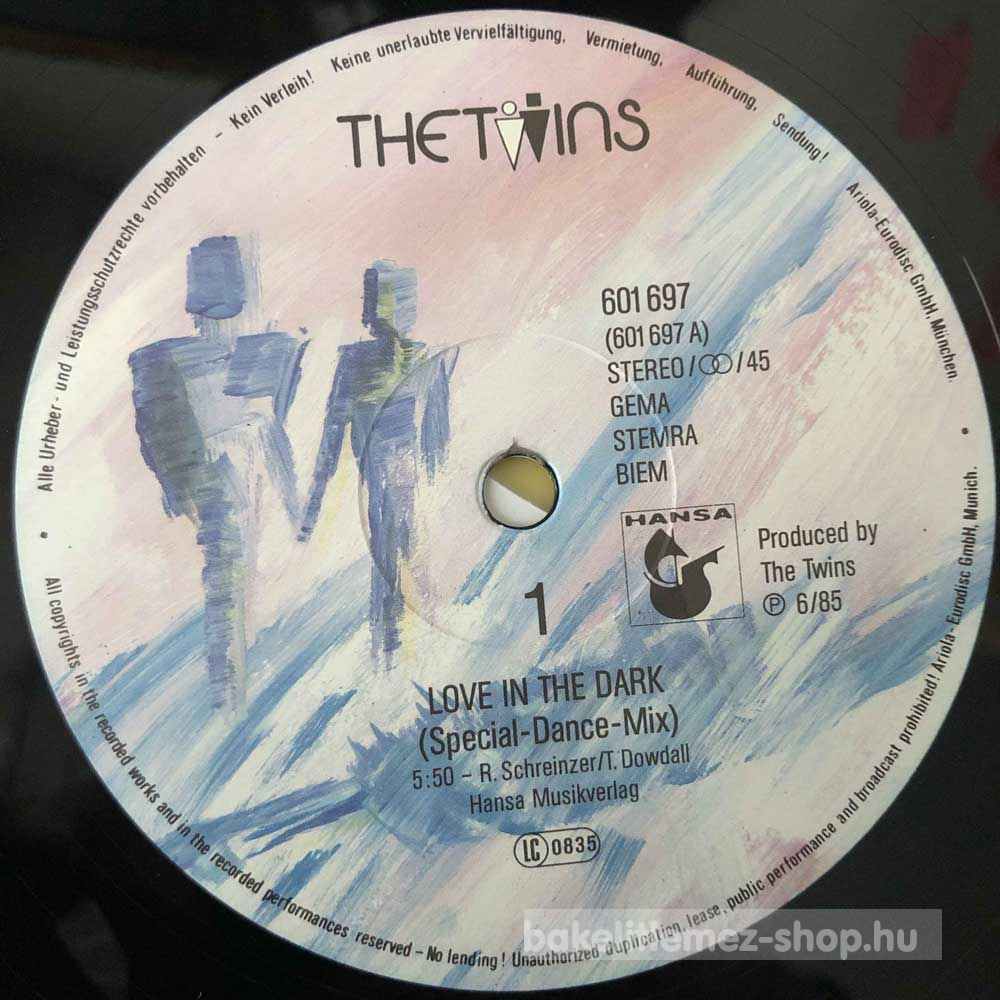 Alle Urheber- und Leistungsschutzrechte vorbehalten - Kein Verleih! Keine unerlaubte Vervielfältigung, Vermietung, Aufführung, Sendung!
Ariola-Eurodisc GmbH, München.
THE TWINS
601 697
(601 697 A)
STEREO/ /45
GEMA
STEMRA
BIEM
HANSA
Produced by
The Twins
℗ 6/85
1
LOVE IN THE DARK
(Special-Dance-Mix)
5:50 – R. Schreinzer/T. Dowdall
Hansa Musikverlag
LC 0835
All copyrights in the recorded works and in the recorded performances reserved – No lending! Unauthorized duplication, lease, public performance and broadcast prohibited! Ariola-Eurodisc GmbH, Munich.
bakelitlemez-shop.hu